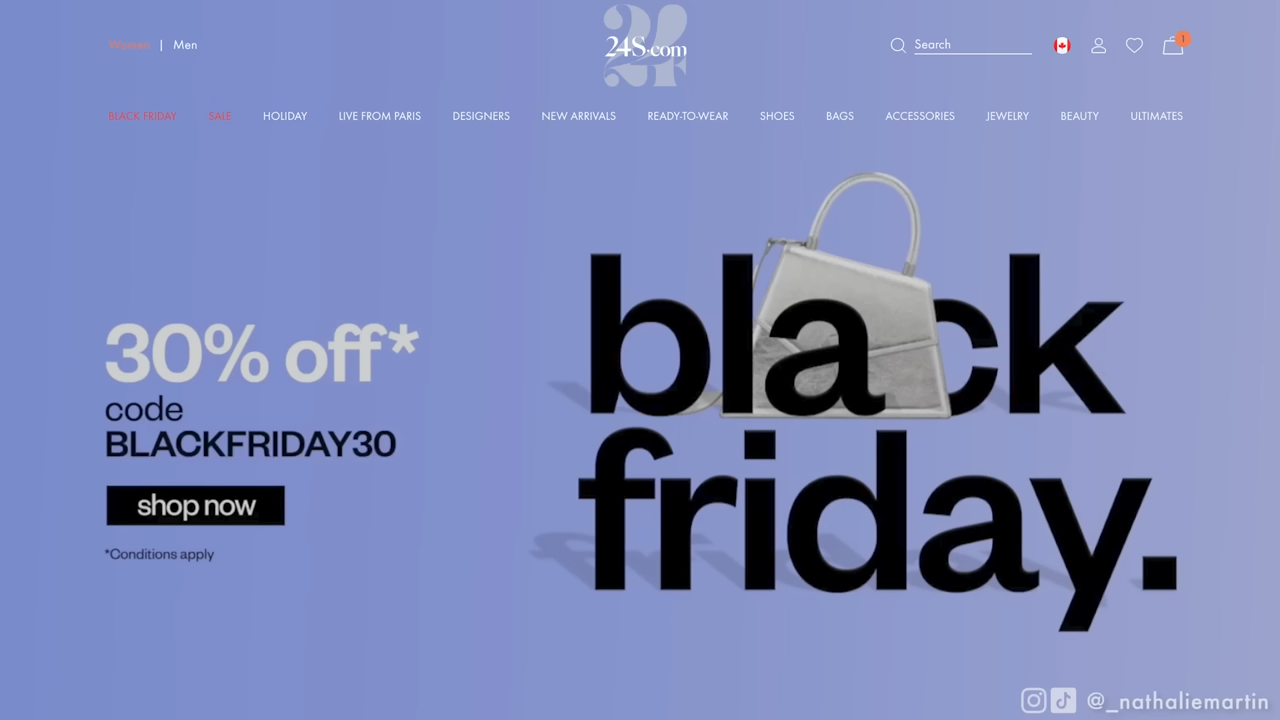 Women | Men
24S.com
Search
1
BLACK FRIDAY SALE HOLIDAY LIVE FROM PARIS DESIGNERS NEW ARRIVALS READY-TO-WEAR SHOES BAGS ACCESSORIES JEWELRY BEAUTY ULTIMATES
30% off*
code
BLACKFRIDAY30
shop now
*Conditions apply
black
friday.
@_nathaliemartin